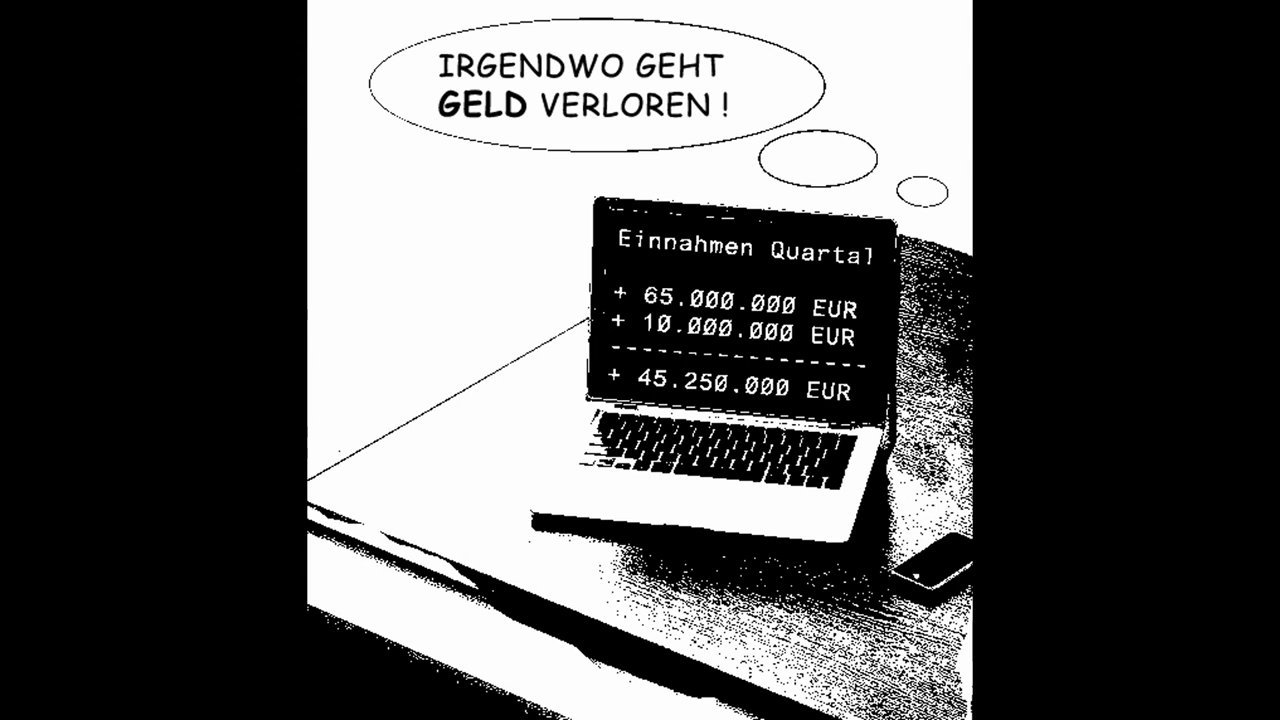 IRGENDWO GEHT
GELD VERLOREN !
Einnahmen Quartal
+ 65.000.000 EUR
+ 10.000.000 EUR
-----------------
+ 45.250.000 EUR